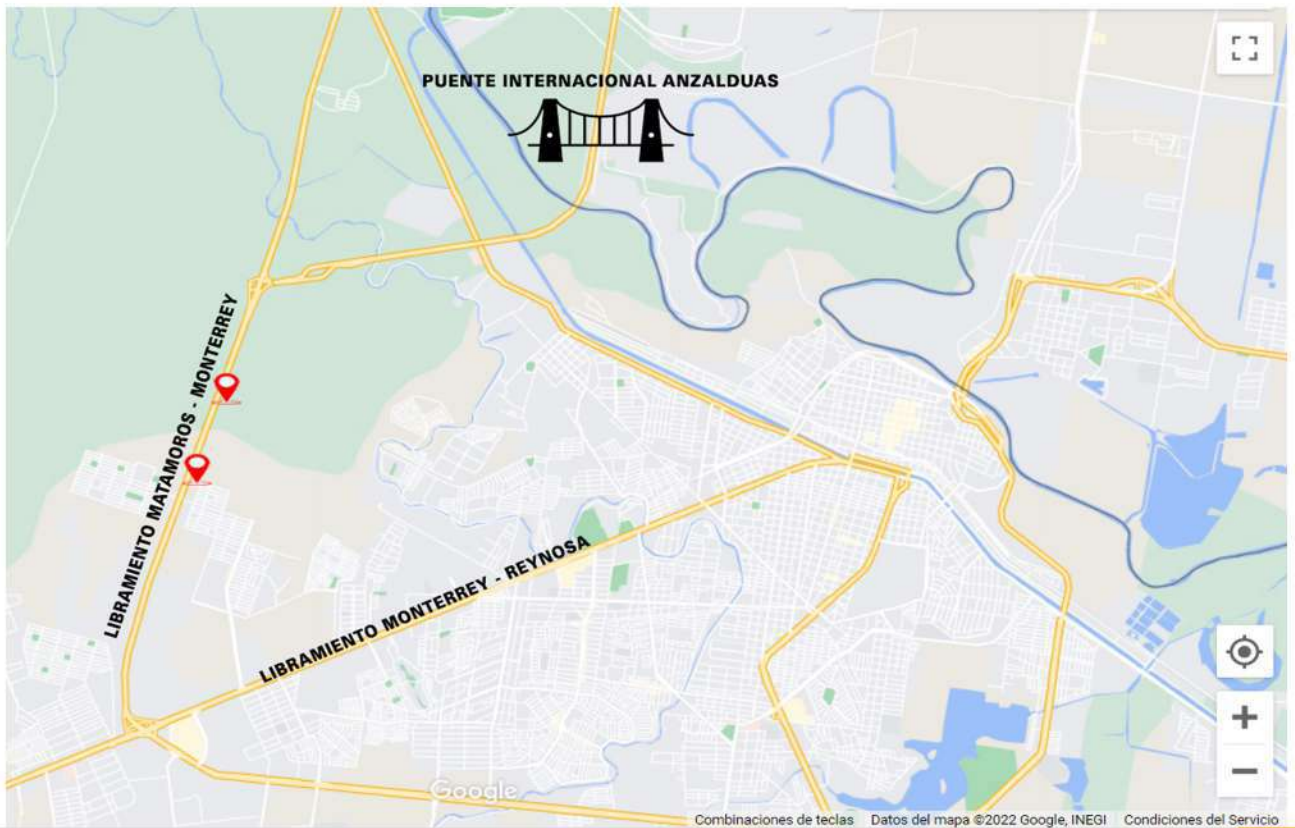 PUENTE INTERNACIONAL ANZALDUAS
LIBRAMIENTO MATAMOROS - MONTERREY
LIBRAMIENTO MONTERREY - REYNOSA
Google
Combinaciones de teclas Datos del mapa ©2022 Google, INEGI Condiciones del Servicio